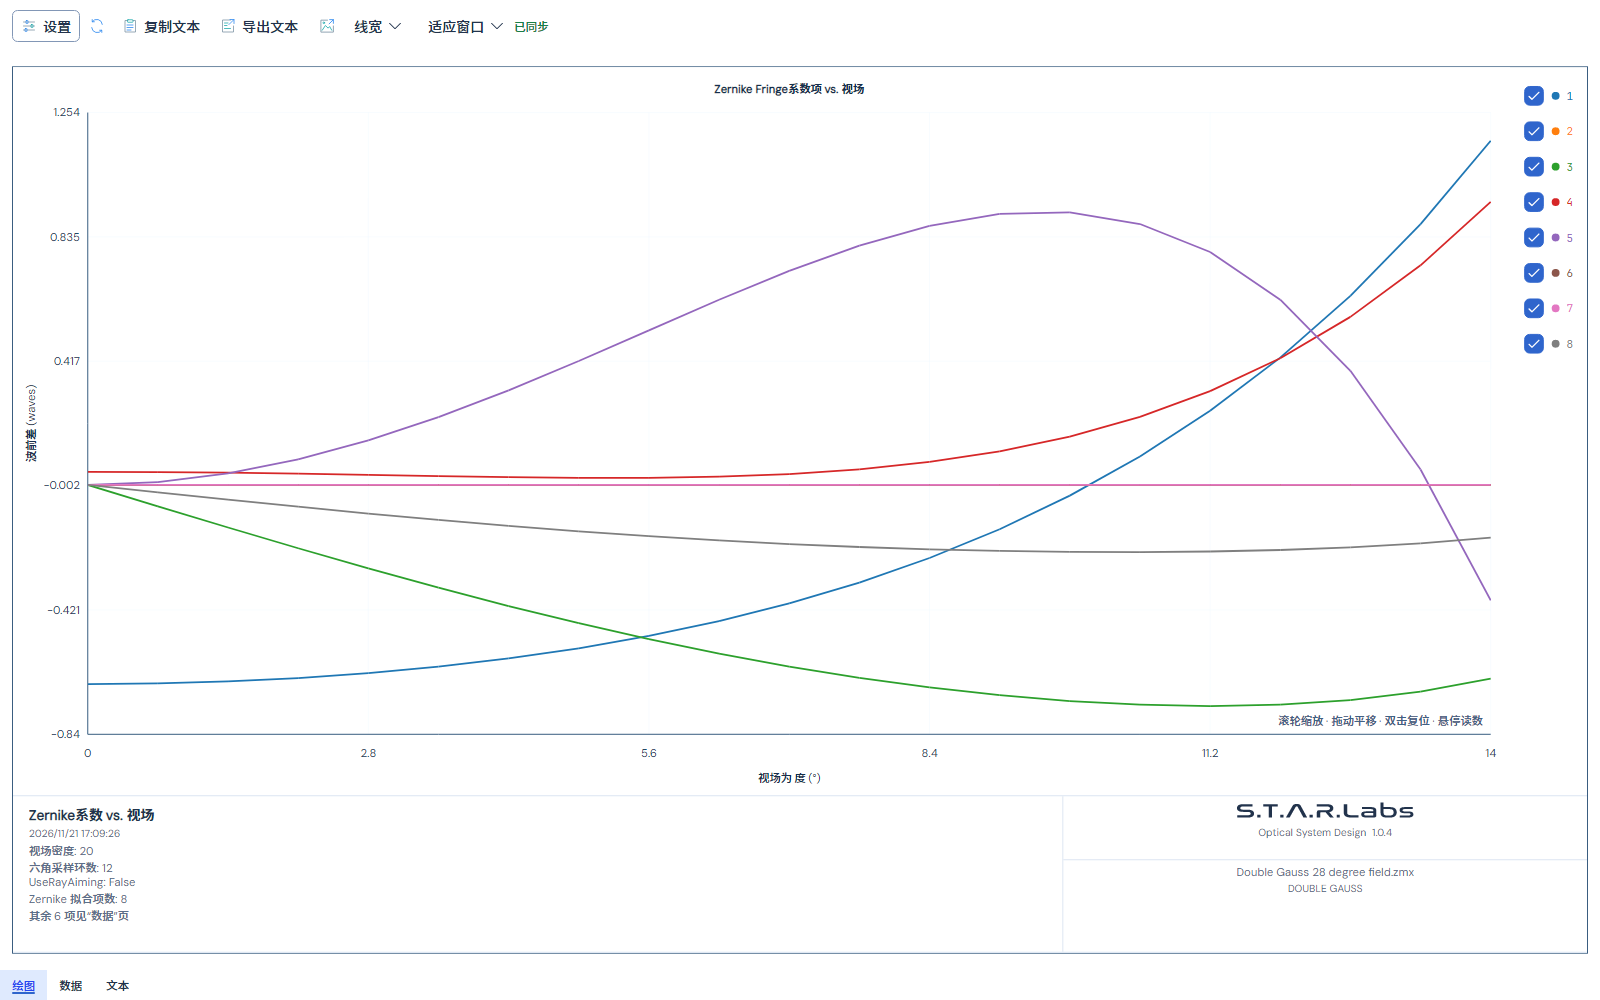 设置 复制文本 导出文本 线宽 适应窗口 已同步
Zernike Fringe系数项 vs. 视场
1.254
0.835
0.417
-0.002
-0.421
-0.84
波前差 (waves)
0 2.8 5.6 8.4 11.2 14
视场为 度 (°)
滚轮缩放 · 拖动平移 · 双击复位 · 悬停读数
1
2
3
4
5
6
7
8
Zernike系数 vs. 视场
2026/11/21 17:09:26
视场密度: 20
六角采样环数: 12
UseRayAiming: False
Zernike 拟合项数: 8
其余 6 项见“数据”页
S.T.A.R.Labs
Optical System Design 1.0.4
Double Gauss 28 degree field.zmx
DOUBLE GAUSS
绘图 数据 文本